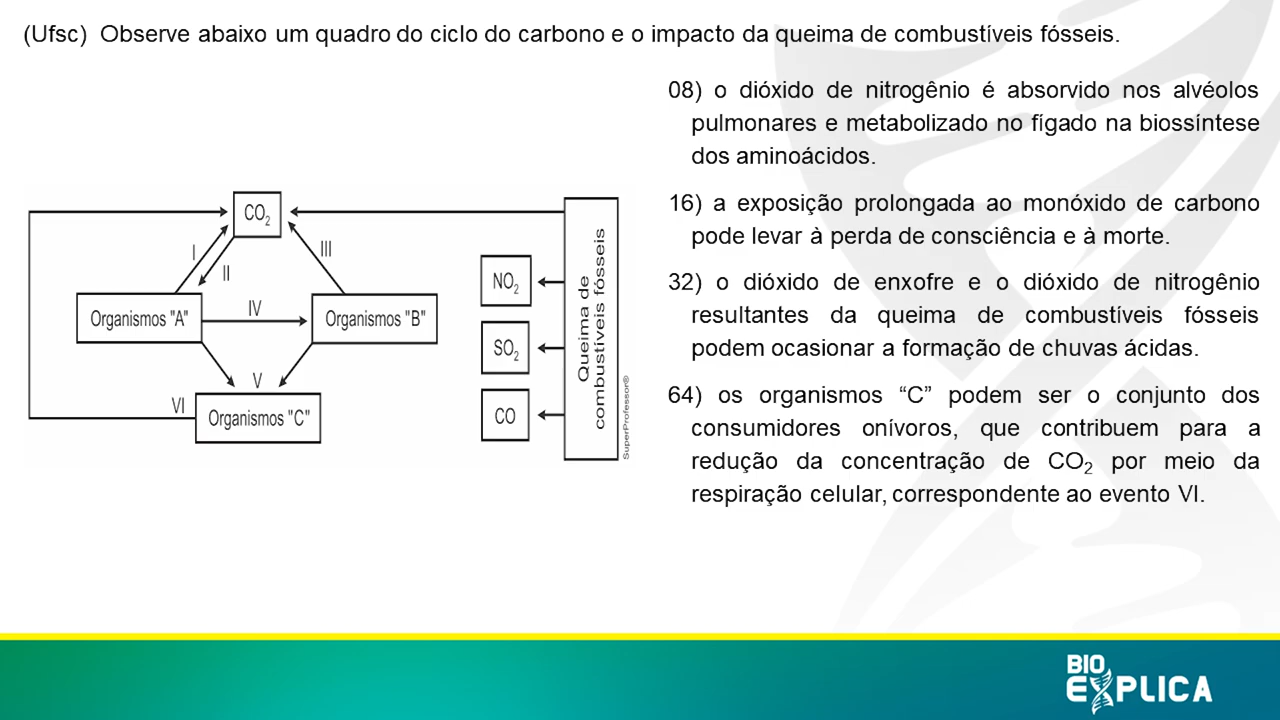 (Ufsc) Observe abaixo um quadro do ciclo do carbono e o impacto da queima de combustíveis fósseis.
CO2
I
II
III
Organismos "A"
IV
Organismos "B"
V
VI
Organismos "C"
NO2
SO2
CO
Queima de
combustíveis fósseis
SuperProfessor®
08) o dióxido de nitrogênio é absorvido nos alvéolos
pulmonares e metabolizado no fígado na biossíntese
dos aminoácidos.
16) a exposição prolongada ao monóxido de carbono
pode levar à perda de consciência e à morte.
32) o dióxido de enxofre e o dióxido de nitrogênio
resultantes da queima de combustíveis fósseis
podem ocasionar a formação de chuvas ácidas.
64) os organismos “C” podem ser o conjunto dos
consumidores onívoros, que contribuem para a
redução da concentração de CO2 por meio da
respiração celular, correspondente ao evento VI.
BIO
EXPLICA